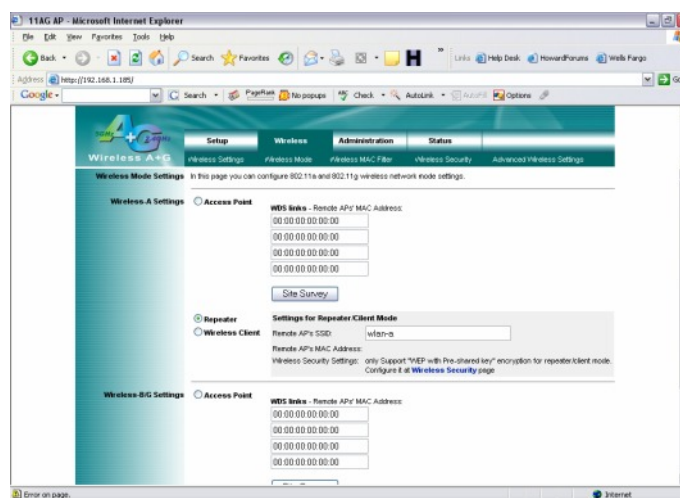 11AG AP - Microsoft Internet Explorer
File Edit View Favorites Tools Help
Back Search Favorites Links Help Desk HowardForums Wells Fargo
Address http://192.168.1.185/ Go
Google Search PageRank No popups Check AutoLink AutoFill Options
5GHz A+G 2.4GHz
Setup Wireless Administration Status
Wireless A+G Wireless Settings Wireless Mode Wireless MAC Filter Wireless Security Advanced Wireless Settings
Wireless Mode Settings In this page you can configure 802.11a and 802.11g wireless network mode settings.
Wireless-A Settings Access Point
WDS links - Remote APs' MAC Address:
00:00:00:00:00:00
00:00:00:00:00:00
00:00:00:00:00:00
00:00:00:00:00:00
Site Survey
Repeater Settings for Repeater/Client Mode
Wireless Client Remote AP's SSID: wlan-a
Remote AP's MAC Address:
Wireless Security Settings: only Support "WEP with Pre-shared key" encryption for repeater/client mode.
Configure it at Wireless Security page
Wireless-B/G Settings Access Point
WDS links - Remote APs' MAC Address:
00:00:00:00:00:00
00:00:00:00:00:00
00:00:00:00:00:00
00:00:00:00:00:00
Error on page. Internet